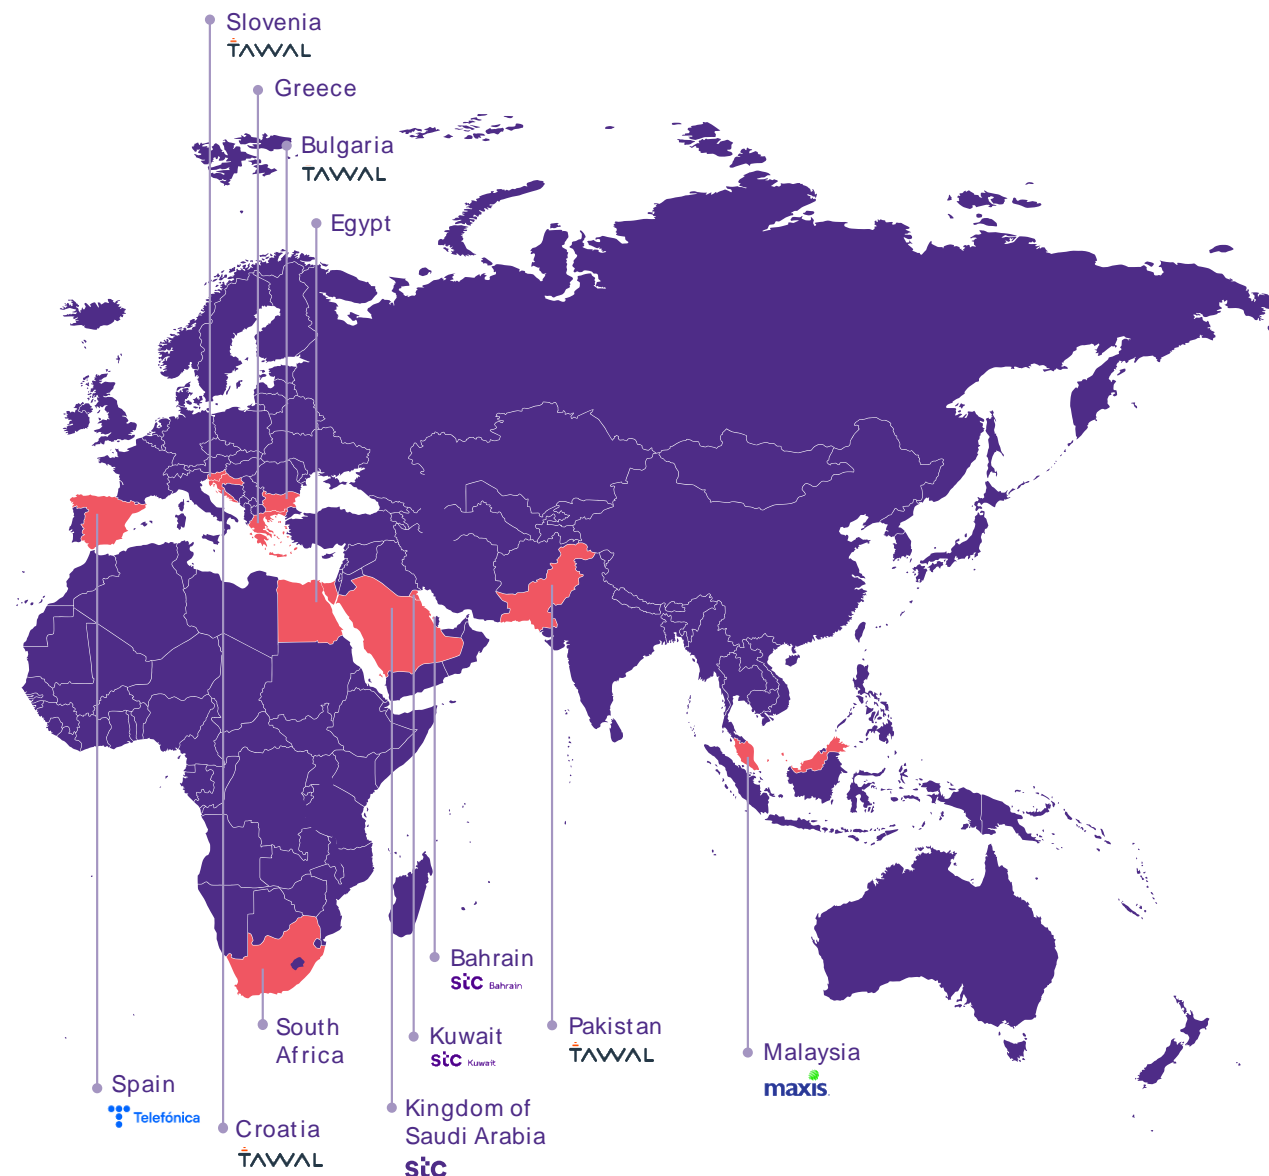 Slovenia
TAWAL
Greece
Bulgaria
TAWAL
Egypt
Bahrain
stc Bahrain
South
Africa
Kuwait
stc Kuwait
Pakistan
TAWAL
Malaysia
maxis
Spain
Telefónica
Kingdom of
Saudi Arabia
stc
Croatia
TAWAL